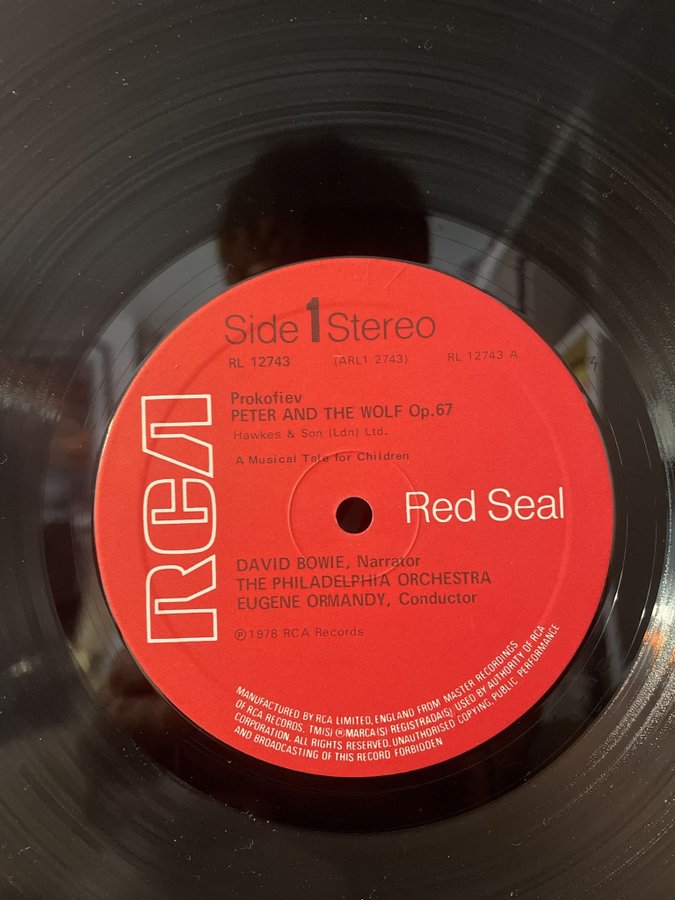 Side 1 Stereo
RL 12743 (ARL1 2743) RL 12743 A
Prokofiev
PETER AND THE WOLF Op.67
Hawkes & Son (Ldn) Ltd.
A Musical Tale for Children
RCA
Red Seal
DAVID BOWIE, Narrator
THE PHILADELPHIA ORCHESTRA
EUGENE ORMANDY, Conductor
Ⓟ1978 RCA Records
MANUFACTURED BY RCA LIMITED, ENGLAND FROM MASTER RECORDINGS
OF RCA RECORDS. TM(S) ® MARCA(S) REGISTRADA(S) USED BY AUTHORITY OF RCA
CORPORATION. ALL RIGHTS RESERVED. UNAUTHORISED COPYING, PUBLIC PERFORMANCE
AND BROADCASTING OF THIS RECORD FORBIDDEN